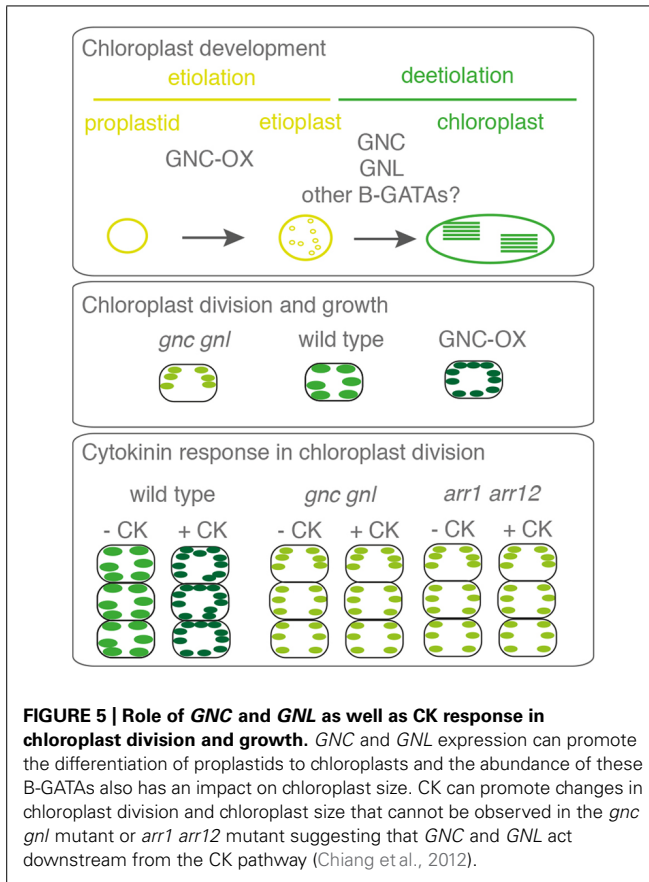 Chloroplast development
etiolation deetiolation
proplastid etioplast chloroplast
GNC-OX
GNC
GNL
other B-GATAs?
Chloroplast division and growth
gnc gnl wild type GNC-OX
Cytokinin response in chloroplast division
wild type gnc gnl arr1 arr12
- CK + CK - CK + CK - CK + CK
FIGURE 5 | Role of GNC and GNL as well as CK response in
chloroplast division and growth. GNC and GNL expression can promote
the differentiation of proplastids to chloroplasts and the abundance of these
B-GATAs also has an impact on chloroplast size. CK can promote changes in
chloroplast division and chloroplast size that cannot be observed in the gnc
gnl mutant or arr1 arr12 mutant suggesting that GNC and GNL act
downstream from the CK pathway (Chiang et al., 2012).